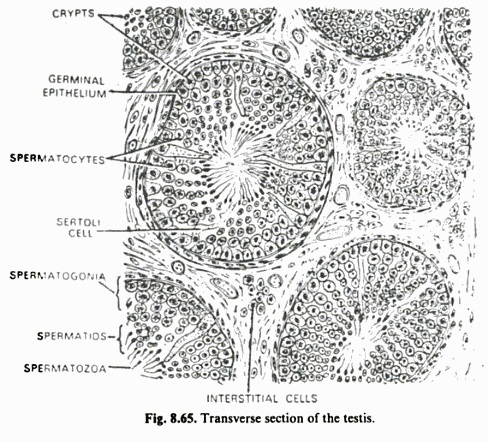 CRYPTS
GERMINAL
EPITHELIUM
SPERMATOCYTES
SERTOLI
CELL
SPERMATOGONIA
SPERMATIDS
SPERMATOZOA
INTERSTITIAL CELLS
Fig. 8.65. Transverse section of the testis.